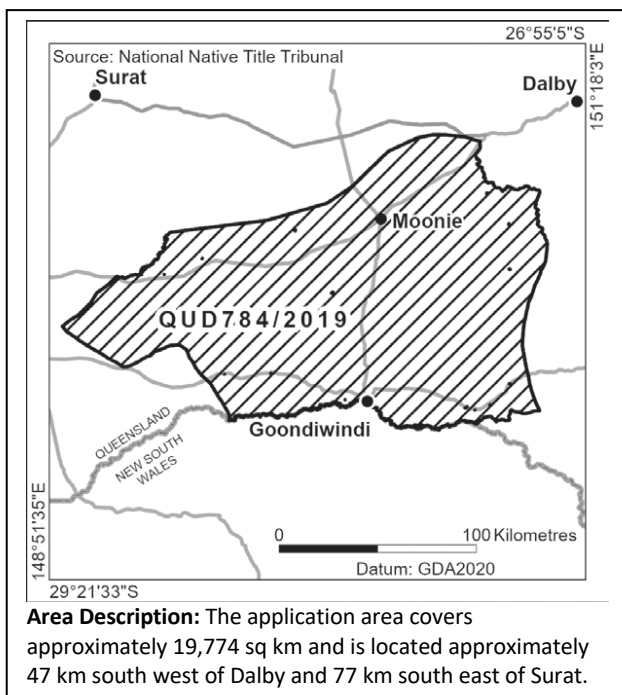 26°55'5"S
Source: National Native Title Tribunal
Surat
Dalby
151°18'3"E
Moonie
QUD784/2019
Goondiwindi
QUEENSLAND
NEW SOUTH
WALES
148°51'35"E
0 100 Kilometres
Datum: GDA2020
29°21'33"S
Area Description: The application area covers
approximately 19,774 sq km and is located approximately
47 km south west of Dalby and 77 km south east of Surat.